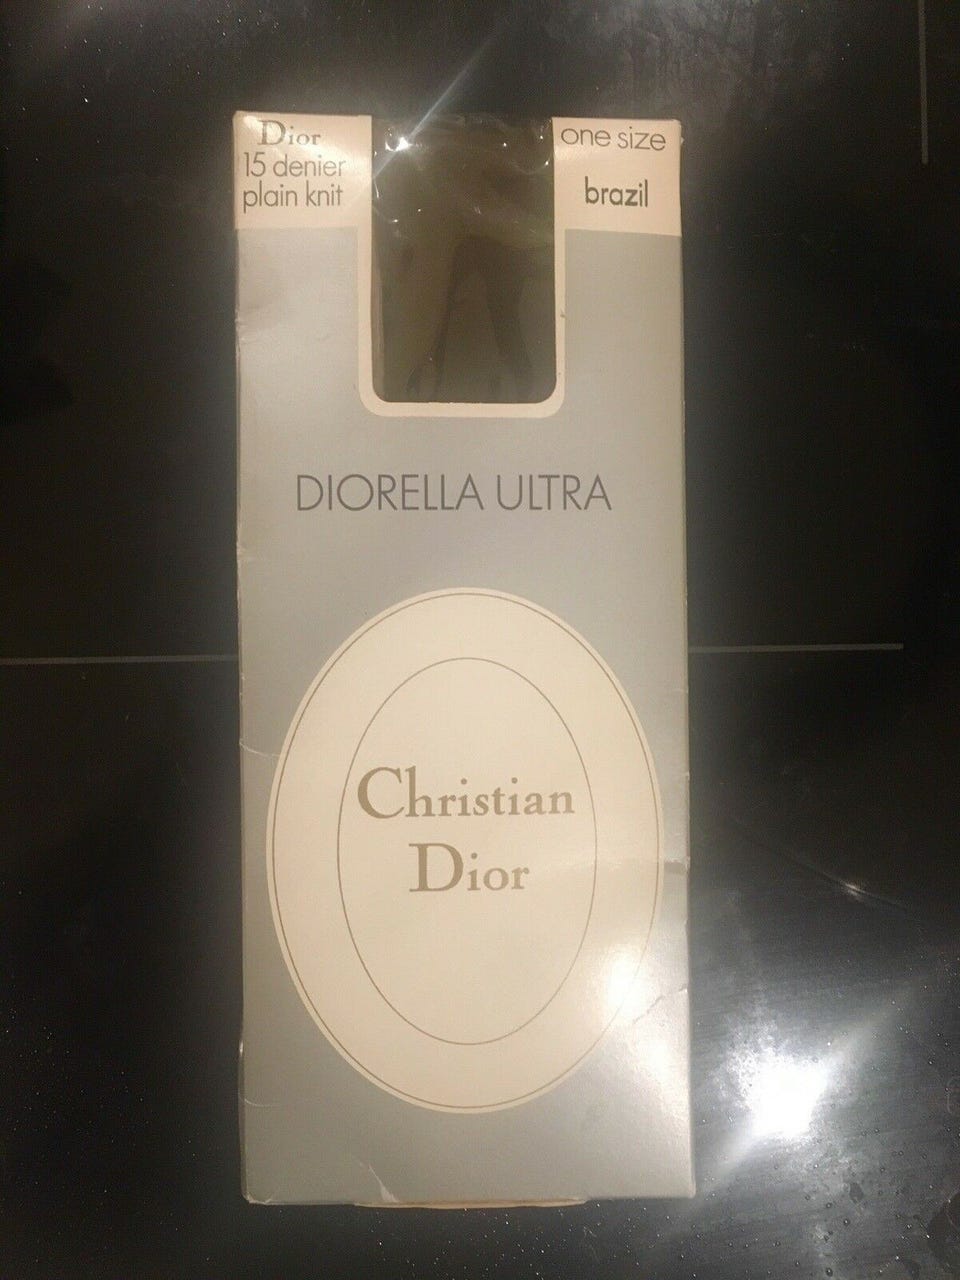 Dior
15 denier
plain knit
one size
brazil
DIORELLA ULTRA
Christian
Dior